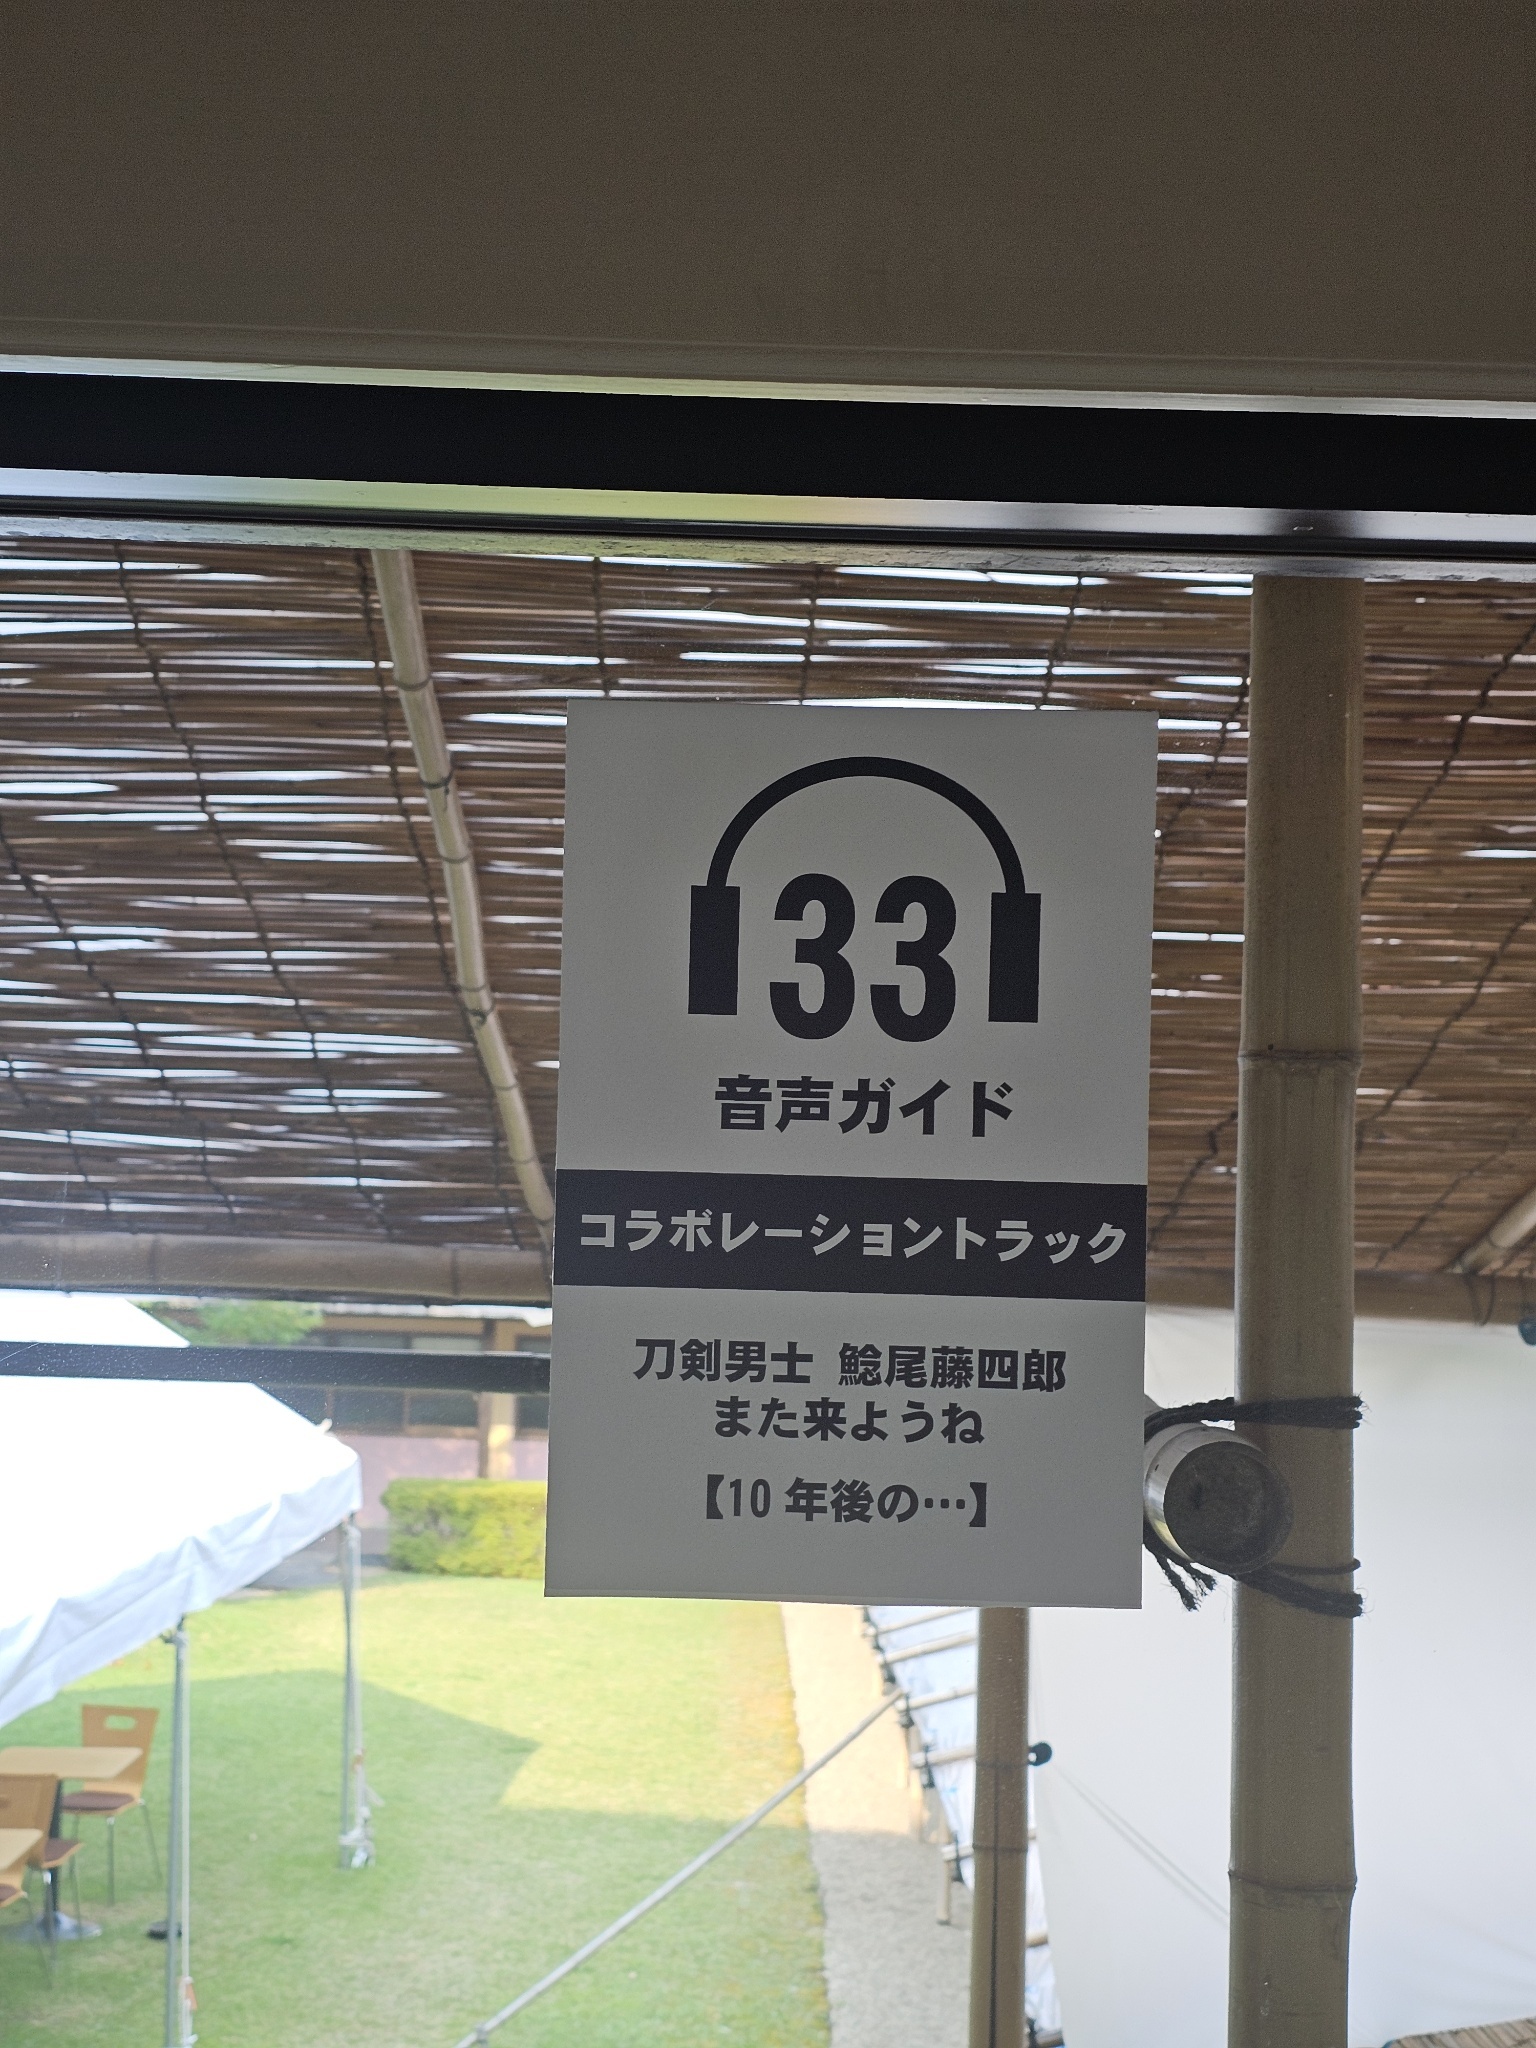 33
音声ガイド
コラボレーショントラック
刀剣男士 鯰尾藤四郎
また来ようね
【10年後の…】